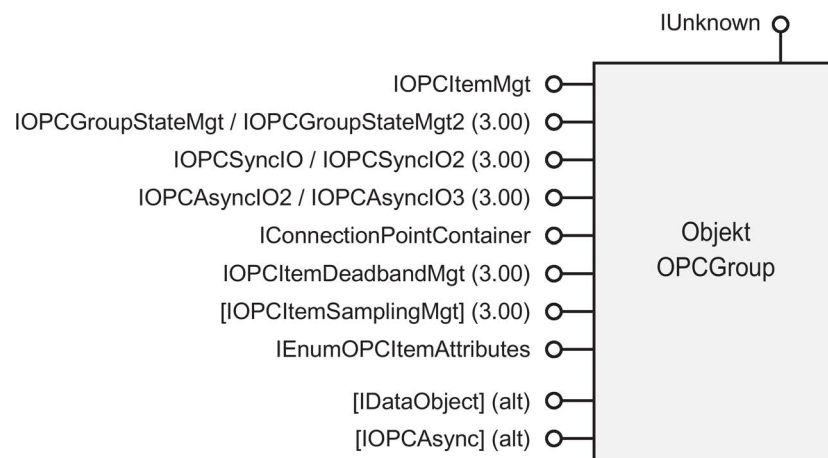 IUnknown
IOPCItemMgt
IOPCGroupStateMgt / IOPCGroupStateMgt2 (3.00)
IOPCSyncIO / IOPCSyncIO2 (3.00)
IOPCAsyncIO2 / IOPCAsyncIO3 (3.00)
IConnectionPointContainer
IOPCItemDeadbandMgt (3.00)
[IOPCItemSamplingMgt] (3.00)
IEnumOPCItemAttributes
[IDataObject] (alt)
[IOPCAsync] (alt)
Objekt
OPCGroup